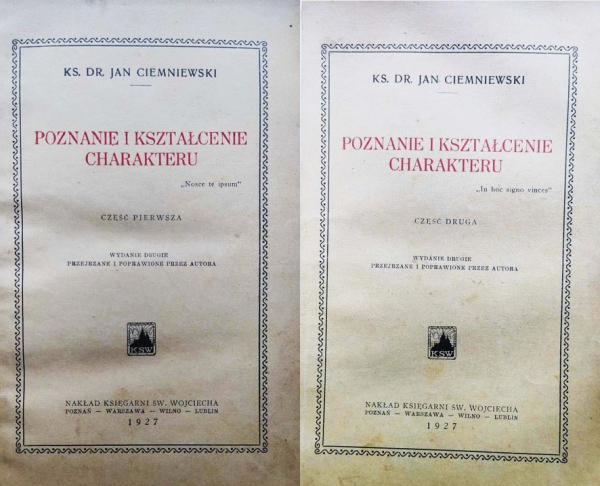 KS. DR. JAN CIEMNIEWSKI
POZNANIE I KSZTAŁCENIE
CHARAKTERU
„Nosce te ipsum"
CZĘŚĆ PIERWSZA
WYDANIE DRUGIE
PRZEJRZANE I POPRAWIONE PRZEZ AUTORA
KSW
NAKŁAD KSIĘGARNI ŚW. WOJCIECHA
POZNAŃ — WARSZAWA — WILNO — LUBLIN
1927
KS. DR. JAN CIEMNIEWSKI
POZNANIE I KSZTAŁCENIE
CHARAKTERU
„In hoc signo vinces"
CZĘŚĆ DRUGA
WYDANIE DRUGIE
PRZEJRZANE I POPRAWIONE PRZEZ AUTORA
KSW
NAKŁAD KSIĘGARNI ŚW. WOJCIECHA
POZNAŃ — WARSZAWA — WILNO — LUBLIN
1927